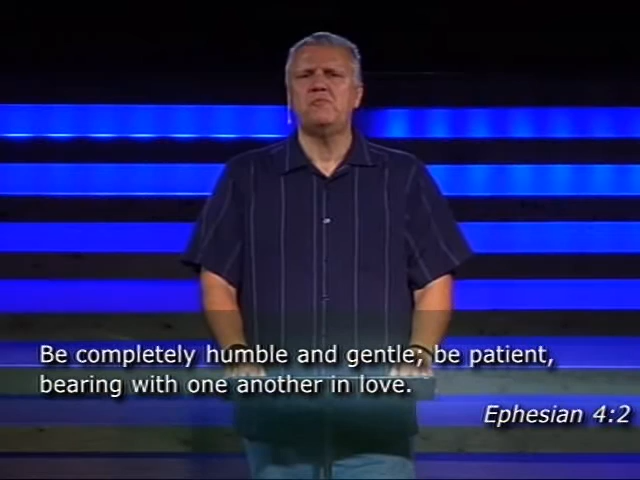 Be completely humble and gentle; be patient,
bearing with one another in love.
Ephesian 4:2